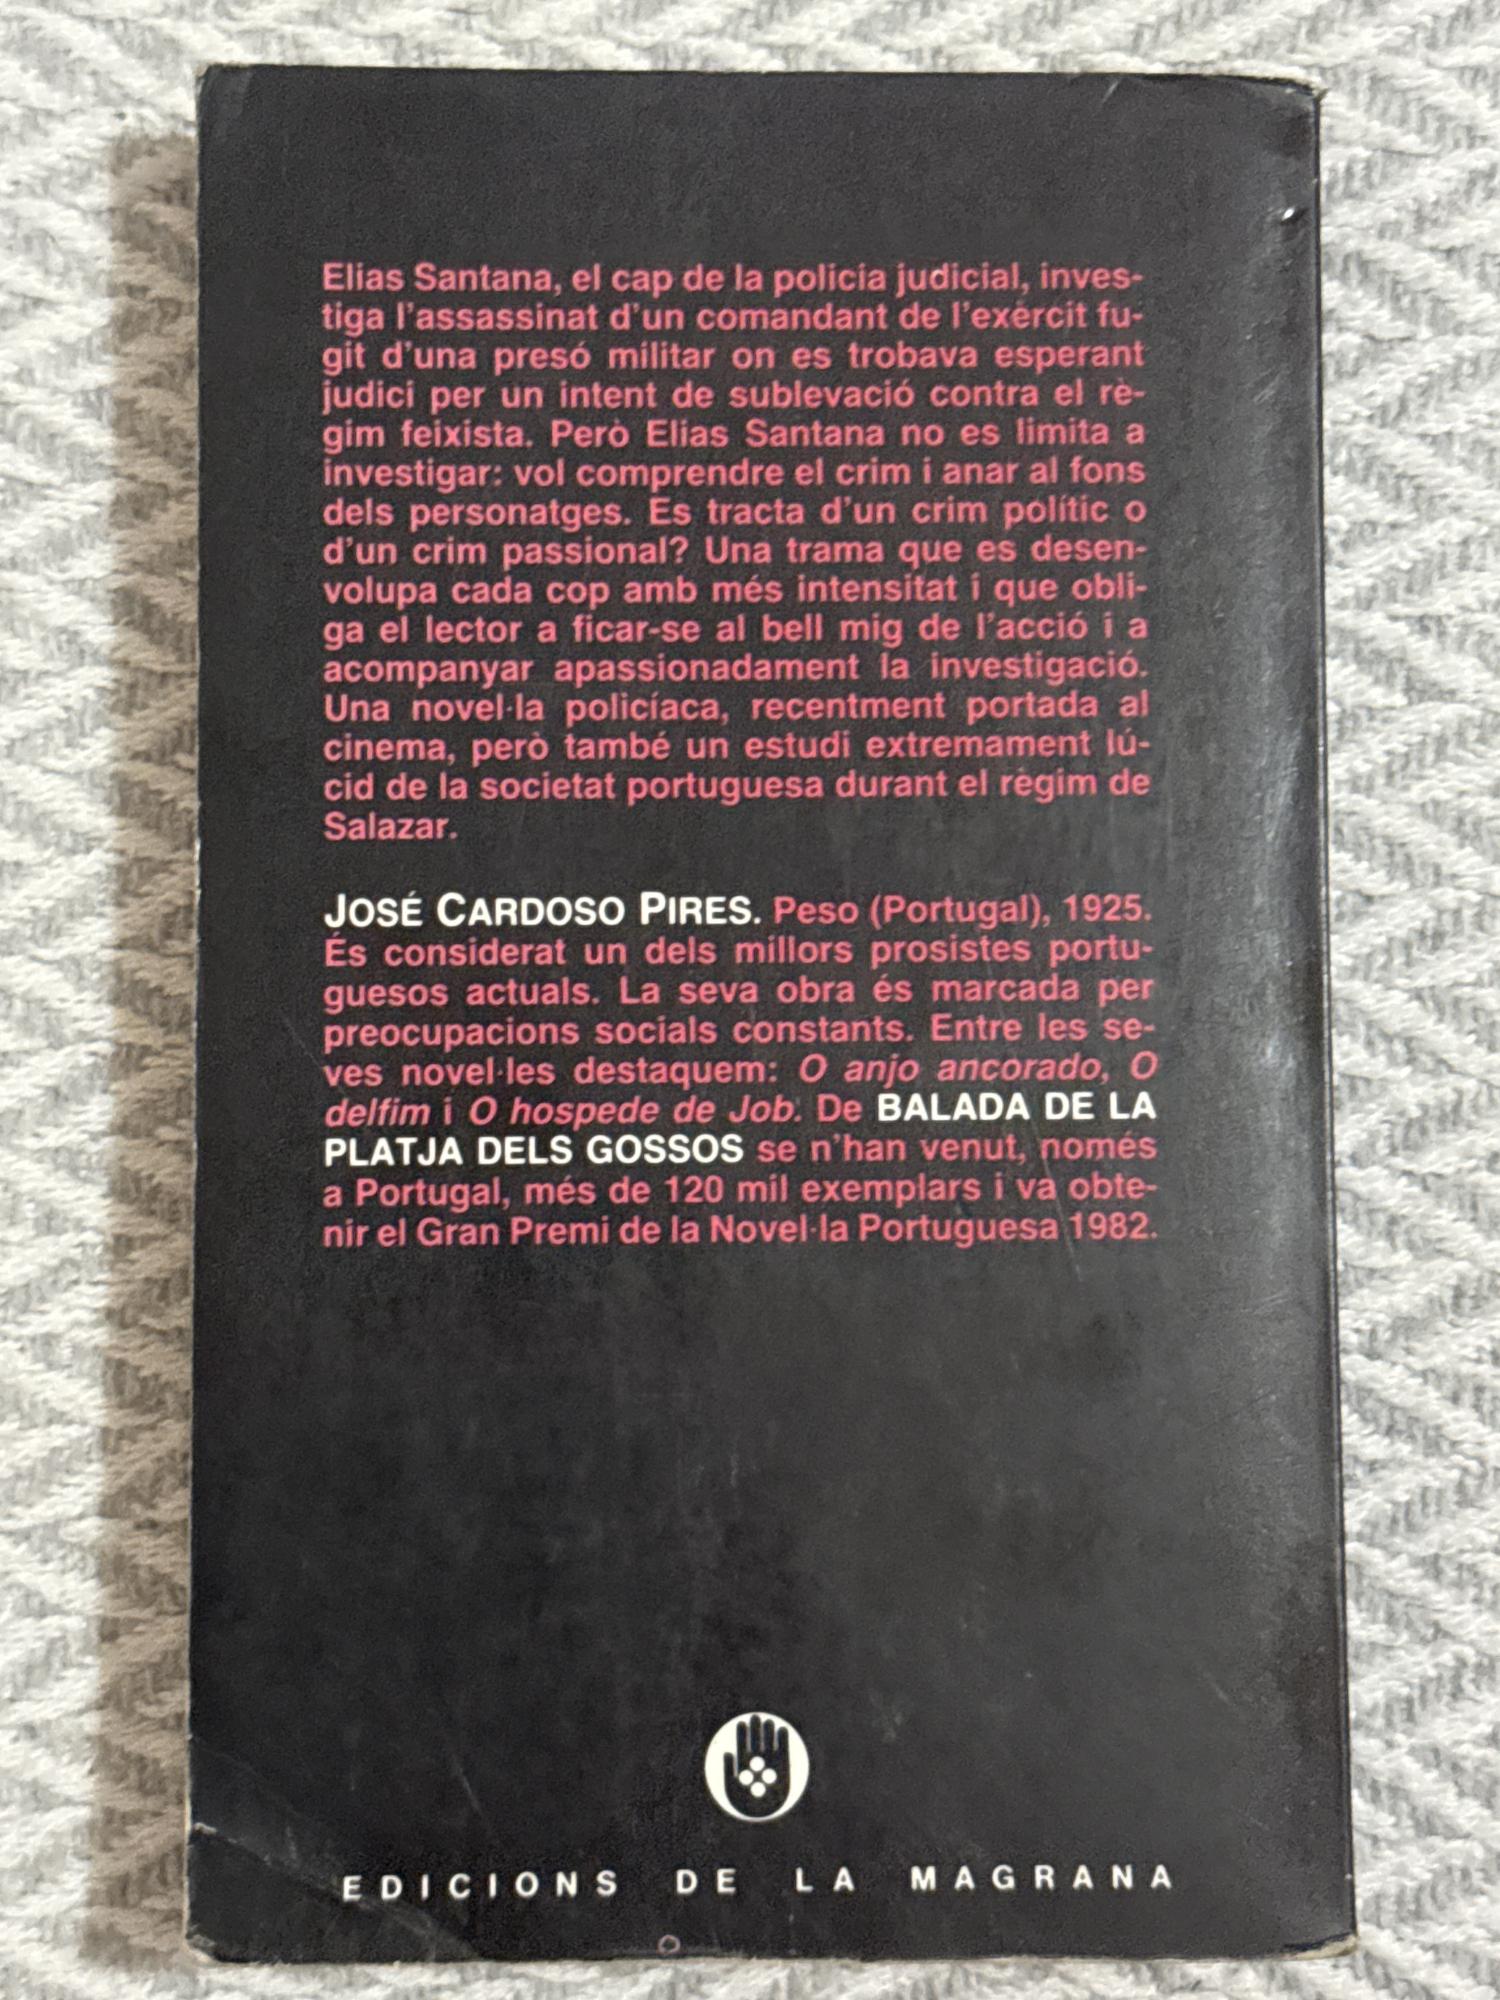 Elias Santana, el cap de la policia judicial, inves-
tiga l'assassinat d'un comandant de l'exèrcit fu-
git d'una presó militar on es trobava esperant
judici per un intent de sublevació contra el rè-
gim feixista. Però Elias Santana no es limita a
investigar: vol comprendre el crim i anar al fons
dels personatges. Es tracta d'un crim polític o
d'un crim passional? Una trama que es desen-
volupa cada cop amb més intensitat i que obli-
ga el lector a ficar-se al bell mig de l'acció i a
acompanyar apassionadament la investigació.
Una novel·la policíaca, recentment portada al
cinema, però també un estudi extremament lú-
cid de la societat portuguesa durant el règim de
Salazar.
JOSÉ CARDOSO PIRES. Peso (Portugal), 1925.
És considerat un dels millors prosistes portu-
guesos actuals. La seva obra és marcada per
preocupacions socials constants. Entre les se-
ves novel·les destaquem: O anjo ancorado, O
delfim i O hospede de Job. De BALADA DE LA
PLATJA DELS GOSSOS se n'han venut, només
a Portugal, més de 120 mil exemplars i va obte-
nir el Gran Premi de la Novel·la Portuguesa 1982.
EDICIONS DE LA MAGRANA